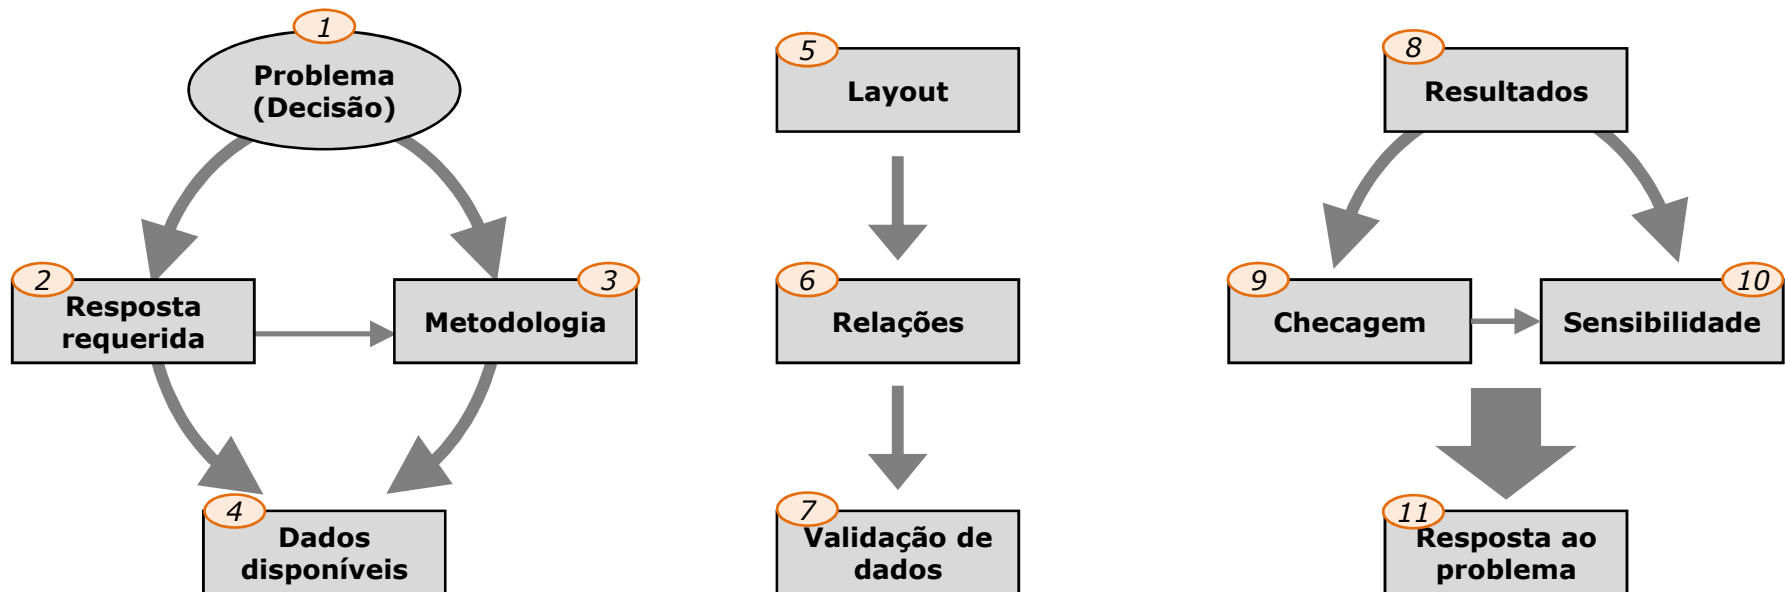 1
Problema
(Decisão)
2
Resposta
requerida
3
Metodologia
4
Dados
disponíveis
5
Layout
6
Relações
7
Validação de
dados
8
Resultados
9
Checagem
10
Sensibilidade
11
Resposta ao
problema